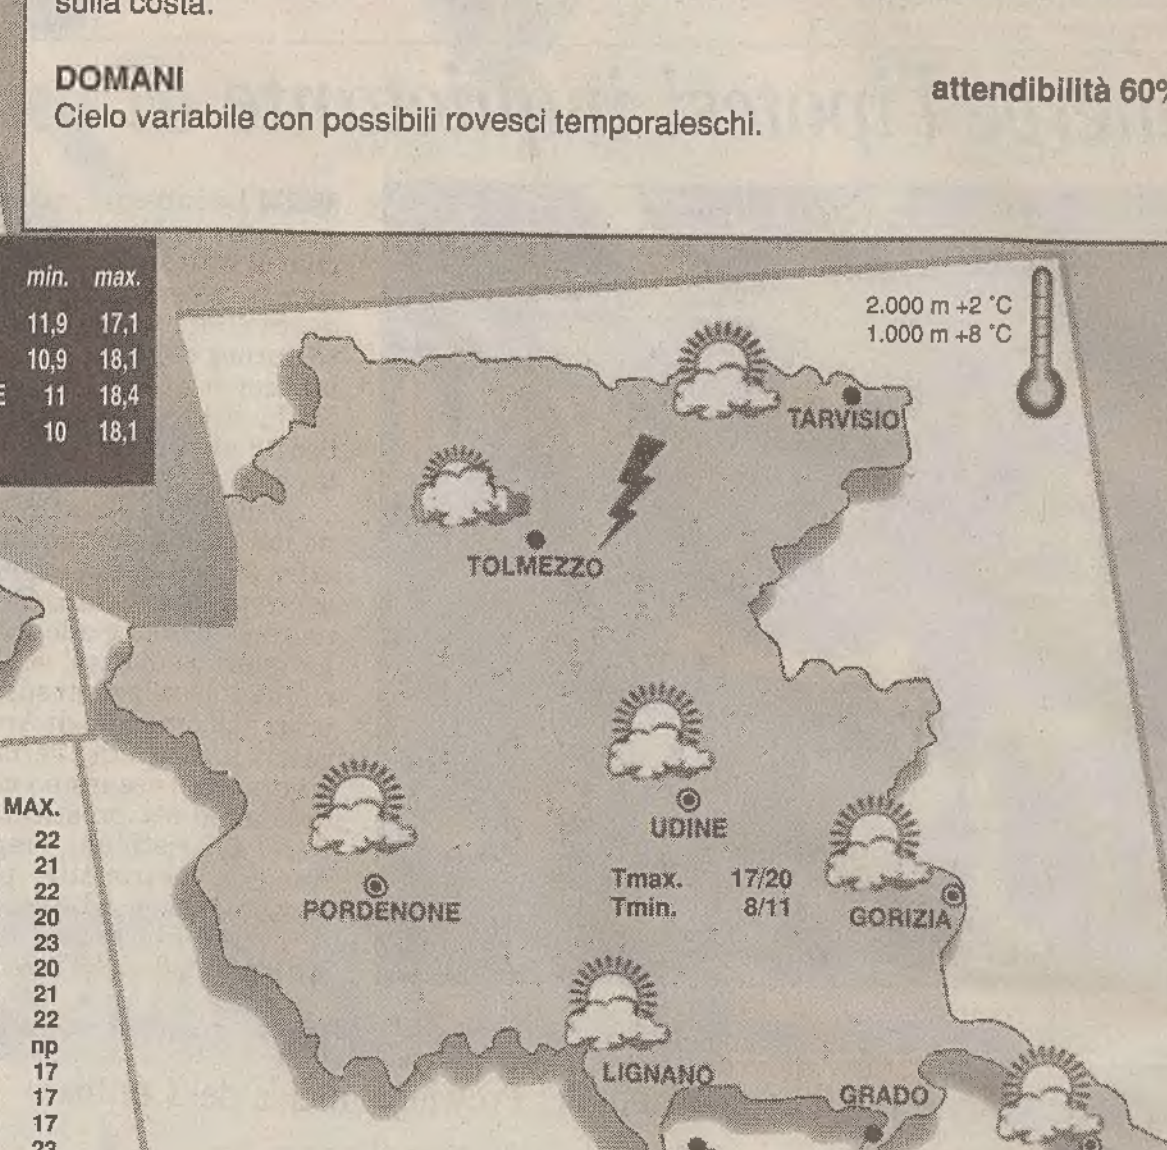 sulla costa.
DOMANI
attendibilità 60%
Cielo variabile con possibili rovesci temporaleschi.
min. max.
11,9 17,1
10,9 18,1
E 11 18,4
10 18,1
2.000 m +2 °C
1.000 m +8 °C
TARVISIO
TOLMEZZO
UDINE
Tmax. 17/20
Tmin. 8/11
PORDENONE
GORIZIA
LIGNANO
GRADO
MAX.
22
21
22
20
23
20
21
22
np
17
17
17
23